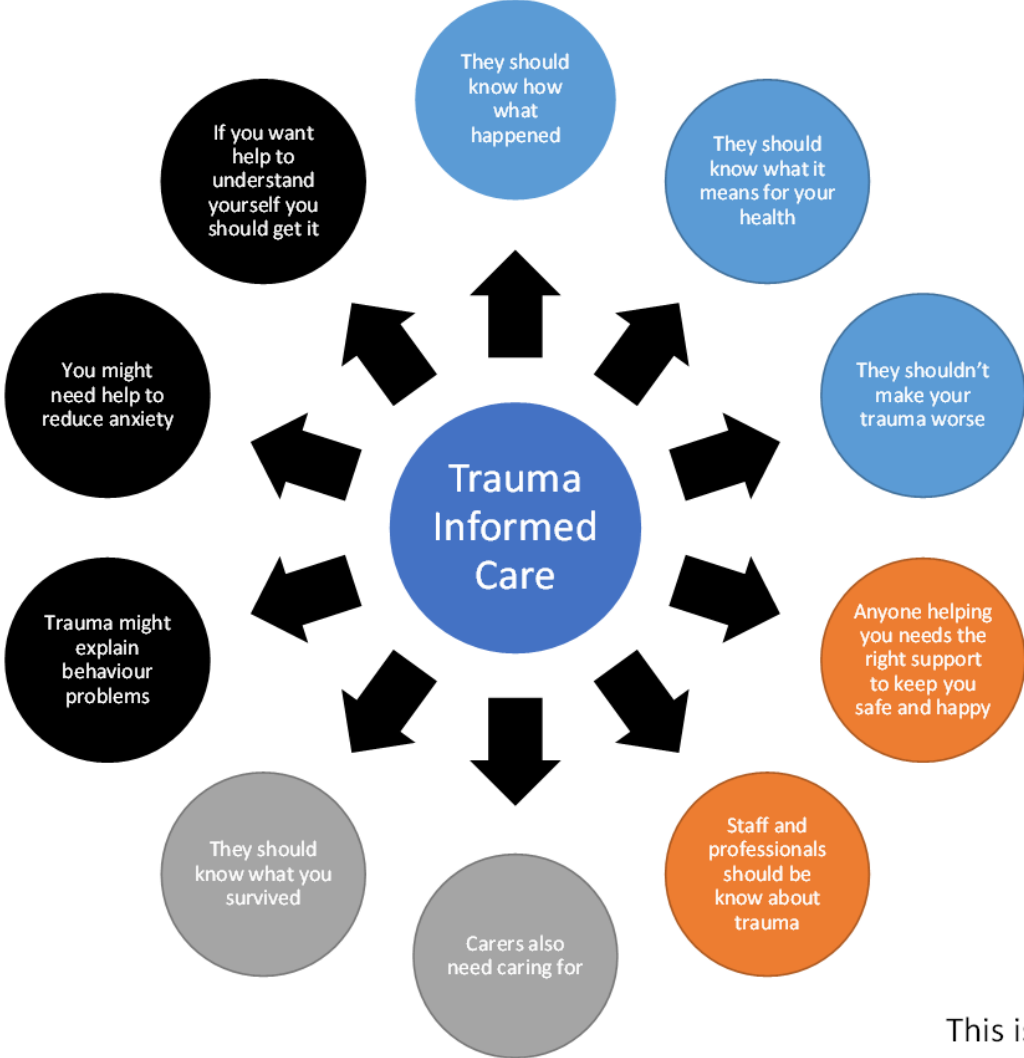 They should
know how
what
happened
They should
know what it
means for your
health
They shouldn't
make your
trauma worse
Anyone helping
you needs the
right support
to keep you
safe and happy
Staff and
professionals
should be
know about
trauma
Carers also
need caring for
They should
know what you
survived
Trauma might
explain
behaviour
problems
You might
need help to
reduce anxiety
If you want
help to
understand
yourself you
should get it
Trauma
Informed
Care
This is